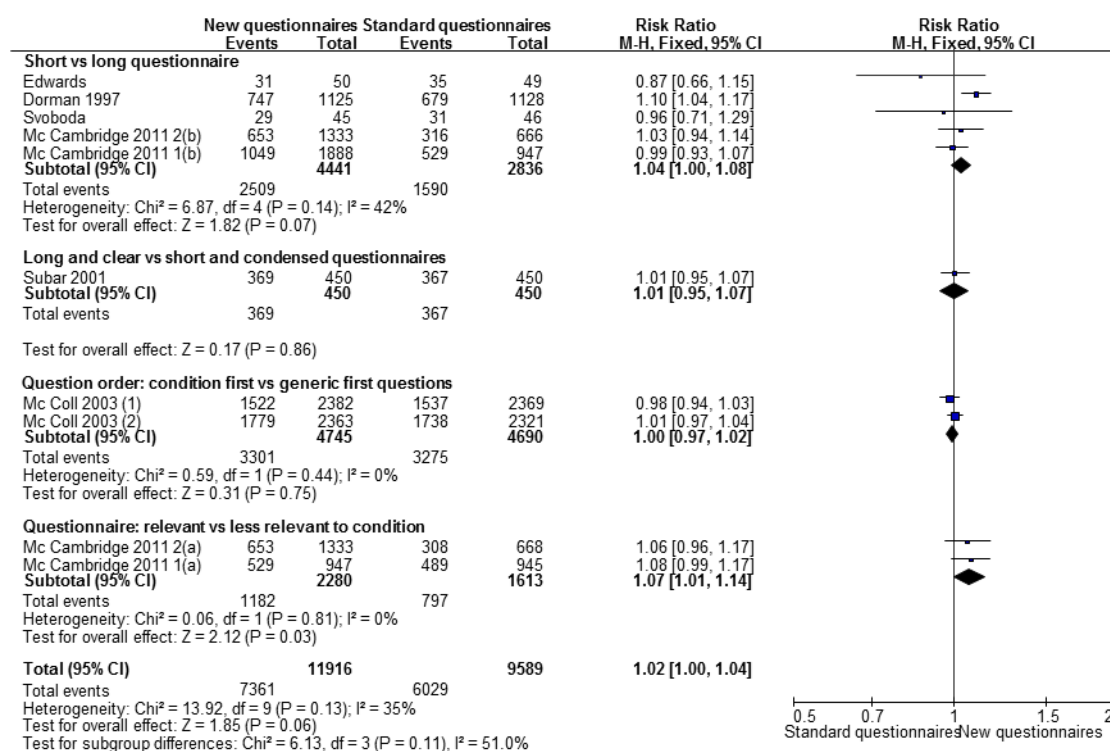 New questionnaires Standard questionnaires Risk Ratio Risk Ratio
Events Total Events Total M-H, Fixed, 95% CI M-H, Fixed, 95% CI
Short vs long questionnaire
Edwards 31 50 35 49 0.87 [0.66, 1.15]
Dorman 1997 747 1125 679 1128 1.10 [1.04, 1.17]
Svoboda 29 45 31 46 0.96 [0.71, 1.29]
Mc Cambridge 2011 2(b) 653 1333 316 666 1.03 [0.94, 1.14]
Mc Cambridge 2011 1(b) 1049 1888 529 947 0.99 [0.93, 1.07]
Subtotal (95% CI) 4441 2836 1.04 [1.00, 1.08]
Total events 2509 1590
Heterogeneity: Chi² = 6.87, df = 4 (P = 0.14); I² = 42%
Test for overall effect: Z = 1.82 (P = 0.07)
Long and clear vs short and condensed questionnaires
Subar 2001 369 450 367 450 1.01 [0.95, 1.07]
Subtotal (95% CI) 450 450 1.01 [0.95, 1.07]
Total events 369 367
Test for overall effect: Z = 0.17 (P = 0.86)
Question order: condition first vs generic first questions
Mc Coll 2003 (1) 1522 2382 1537 2369 0.98 [0.94, 1.03]
Mc Coll 2003 (2) 1779 2363 1738 2321 1.01 [0.97, 1.04]
Subtotal (95% CI) 4745 4690 1.00 [0.97, 1.02]
Total events 3301 3275
Heterogeneity: Chi² = 0.59, df = 1 (P = 0.44); I² = 0%
Test for overall effect: Z = 0.31 (P = 0.75)
Questionnaire: relevant vs less relevant to condition
Mc Cambridge 2011 2(a) 653 1333 308 668 1.06 [0.96, 1.17]
Mc Cambridge 2011 1(a) 529 947 489 945 1.08 [0.99, 1.17]
Subtotal (95% CI) 2280 1613 1.07 [1.01, 1.14]
Total events 1182 797
Heterogeneity: Chi² = 0.06, df = 1 (P = 0.81); I² = 0%
Test for overall effect: Z = 2.12 (P = 0.03)
Total (95% CI) 11916 9589 1.02 [1.00, 1.04]
Total events 7361 6029
Heterogeneity: Chi² = 13.92, df = 9 (P = 0.13); I² = 35%
Test for overall effect: Z = 1.85 (P = 0.06)
Test for subgroup differences: Chi² = 6.13, df = 3 (P = 0.11), I² = 51.0%
0.5 0.7 1 1.5 2
Standard questionnaires New questionnaires